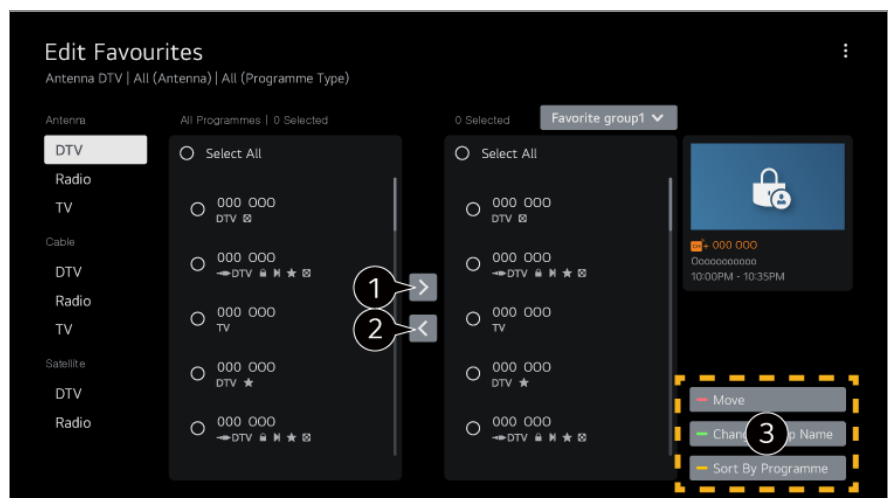 Edit Favourites
Antenna DTV | All (Antenna) | All (Programme Type)
Antenna
DTV
Radio
TV
Cable
DTV
Radio
TV
Satellite
DTV
Radio
All Programmes | 0 Selected
Select All
000 000
DTV
000 000
DTV
000 000
TV
000 000
DTV
000 000
DTV
1
2
0 Selected
Favorite group1
Select All
000 000
DTV
000 000
DTV
000 000
TV
000 000
DTV
000 000
DTV
CH+ 000 000
Oooooooooo
10:00PM - 10:35PM
Move
3
Name
Sort By Programme